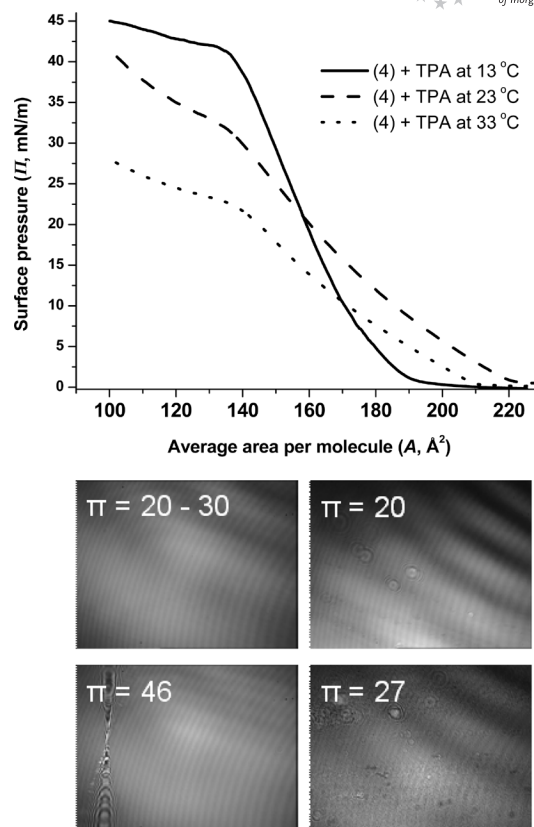 of Inorg
45
40
35
30
25
20
15
10
5
0
Surface pressure (Π, mN/m)
(4) + TPA at 13 °C
(4) + TPA at 23 °C
(4) + TPA at 33 °C
100 120 140 160 180 200 220
Average area per molecule (A, Å²)
π = 20 - 30
π = 20
π = 46
π = 27